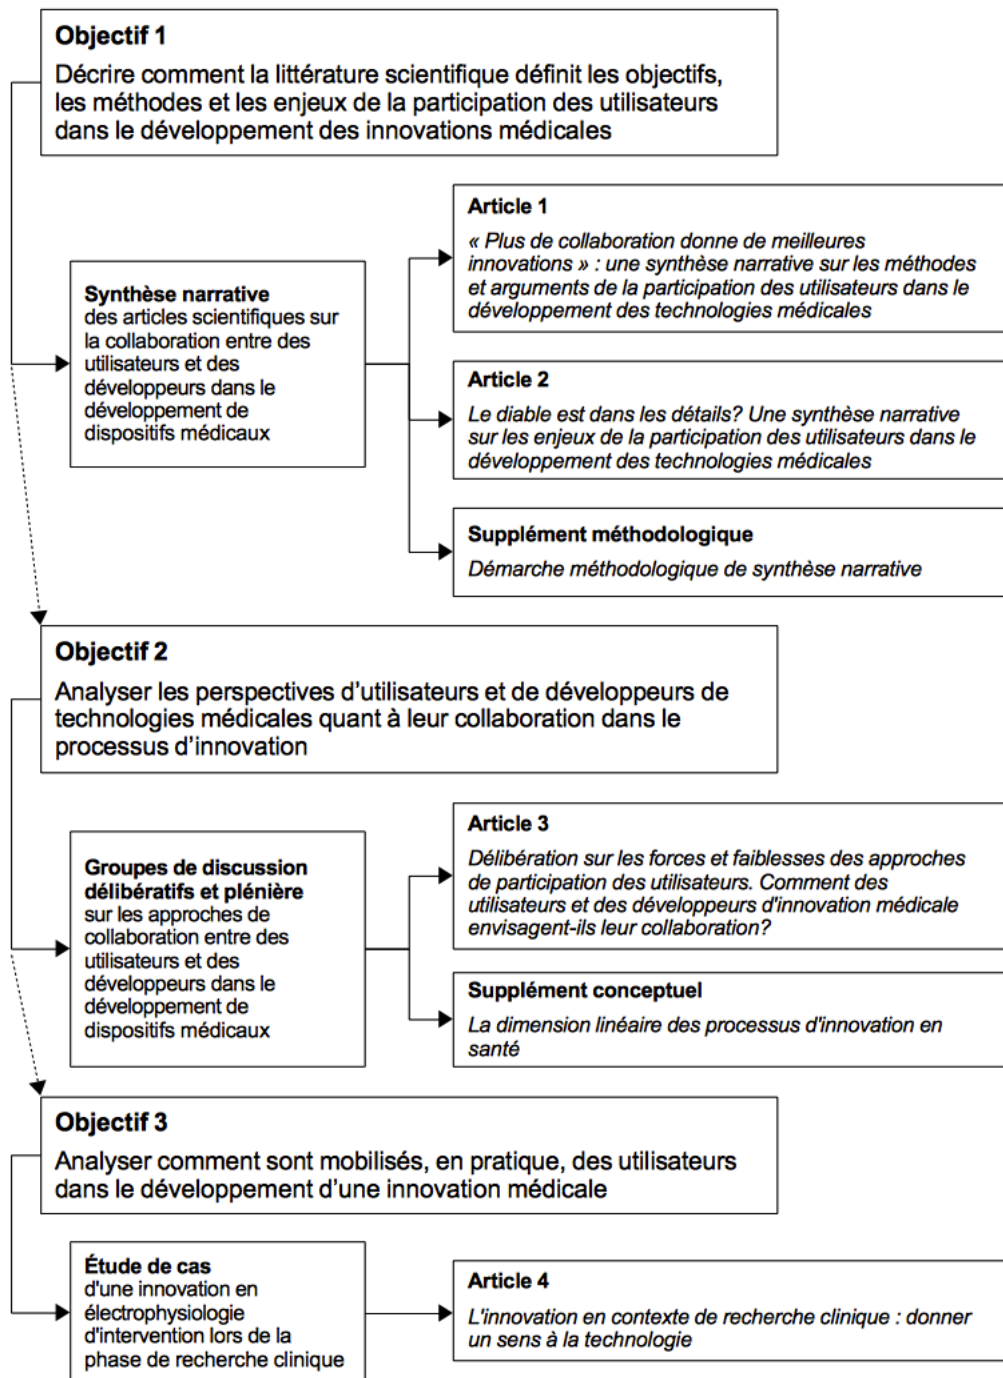 Objectif 1
Décrire comment la littérature scientifique définit les objectifs,
les méthodes et les enjeux de la participation des utilisateurs
dans le développement des innovations médicales
Synthèse narrative
des articles scientifiques sur
la collaboration entre des
utilisateurs et des
développeurs dans le
développement de
dispositifs médicaux
Article 1
« Plus de collaboration donne de meilleures
innovations » : une synthèse narrative sur les méthodes
et arguments de la participation des utilisateurs dans le
développement des technologies médicales
Article 2
Le diable est dans les détails? Une synthèse narrative
sur les enjeux de la participation des utilisateurs dans le
développement des technologies médicales
Supplément méthodologique
Démarche méthodologique de synthèse narrative
Objectif 2
Analyser les perspectives d'utilisateurs et de développeurs de
technologies médicales quant à leur collaboration dans le
processus d'innovation
Groupes de discussion
délibératifs et plénière
sur les approches de
collaboration entre des
utilisateurs et des
développeurs dans le
développement de
dispositifs médicaux
Article 3
Délibération sur les forces et faiblesses des approches
de participation des utilisateurs. Comment des
utilisateurs et des développeurs d'innovation médicale
envisagent-ils leur collaboration?
Supplément conceptuel
La dimension linéaire des processus d'innovation en
santé
Objectif 3
Analyser comment sont mobilisés, en pratique, des utilisateurs
dans le développement d'une innovation médicale
Étude de cas
d'une innovation en
électrophysiologie
d'intervention lors de la
phase de recherche clinique
Article 4
L'innovation en contexte de recherche clinique : donner
un sens à la technologie